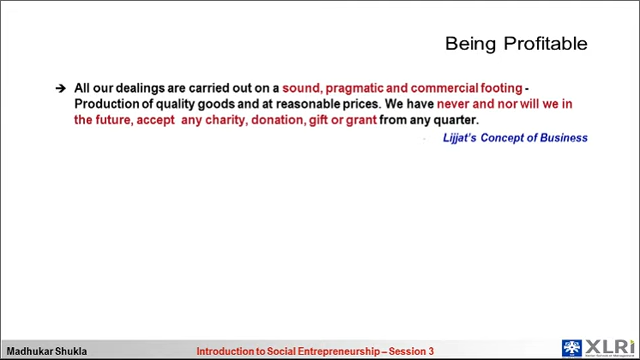 Being Profitable
➔ All our dealings are carried out on a sound, pragmatic and commercial footing -
Production of quality goods and at reasonable prices. We have never and nor will we in
the future, accept any charity, donation, gift or grant from any quarter.
Lijjat's Concept of Business
Madhukar Shukla
Introduction to Social Entrepreneurship – Session 3
XLRI